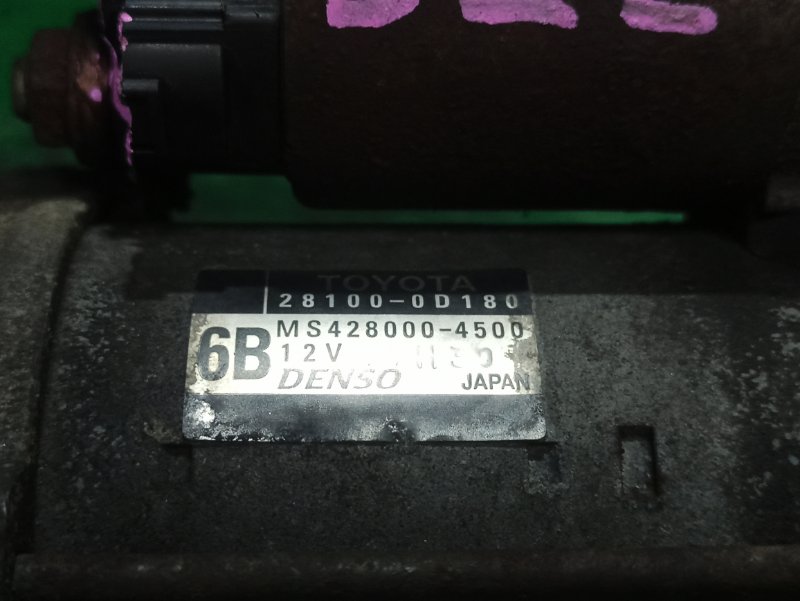 TOYOTA
28100-0D180
6B
MS428000-4500
12V
DENSO
JAPAN